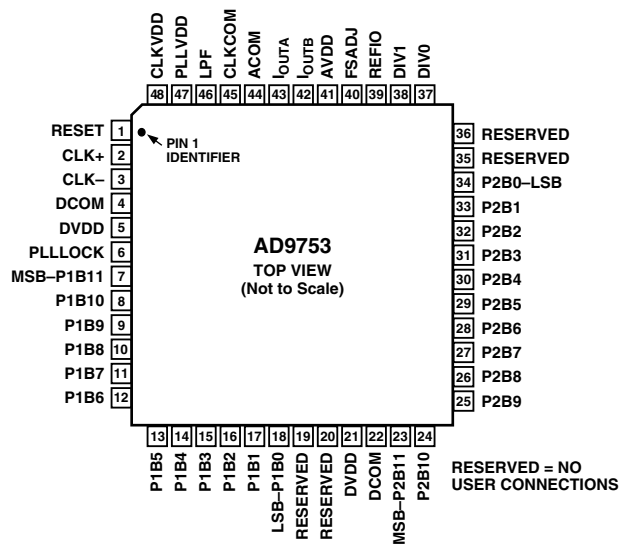 CLKVDD
PLLVDD
LPF
CLKCOM
ACOM
IOUTA
IOUTB
AVDD
FSADJ
REFIO
DIV1
DIV0
48 47 46 45 44 43 42 41 40 39 38 37
RESET 1
CLK+ 2
CLK– 3
DCOM 4
DVDD 5
PLLLOCK 6
MSB–P1B11 7
P1B10 8
P1B9 9
P1B8 10
P1B7 11
P1B6 12
PIN 1
IDENTIFIER
AD9753
TOP VIEW
(Not to Scale)
36 RESERVED
35 RESERVED
34 P2B0–LSB
33 P2B1
32 P2B2
31 P2B3
30 P2B4
29 P2B5
28 P2B6
27 P2B7
26 P2B8
25 P2B9
13 14 15 16 17 18 19 20 21 22 23 24
P1B5
P1B4
P1B3
P1B2
P1B1
LSB–P1B0
RESERVED
RESERVED
DVDD
DCOM
MSB–P2B11
P2B10
RESERVED = NO
USER CONNECTIONS